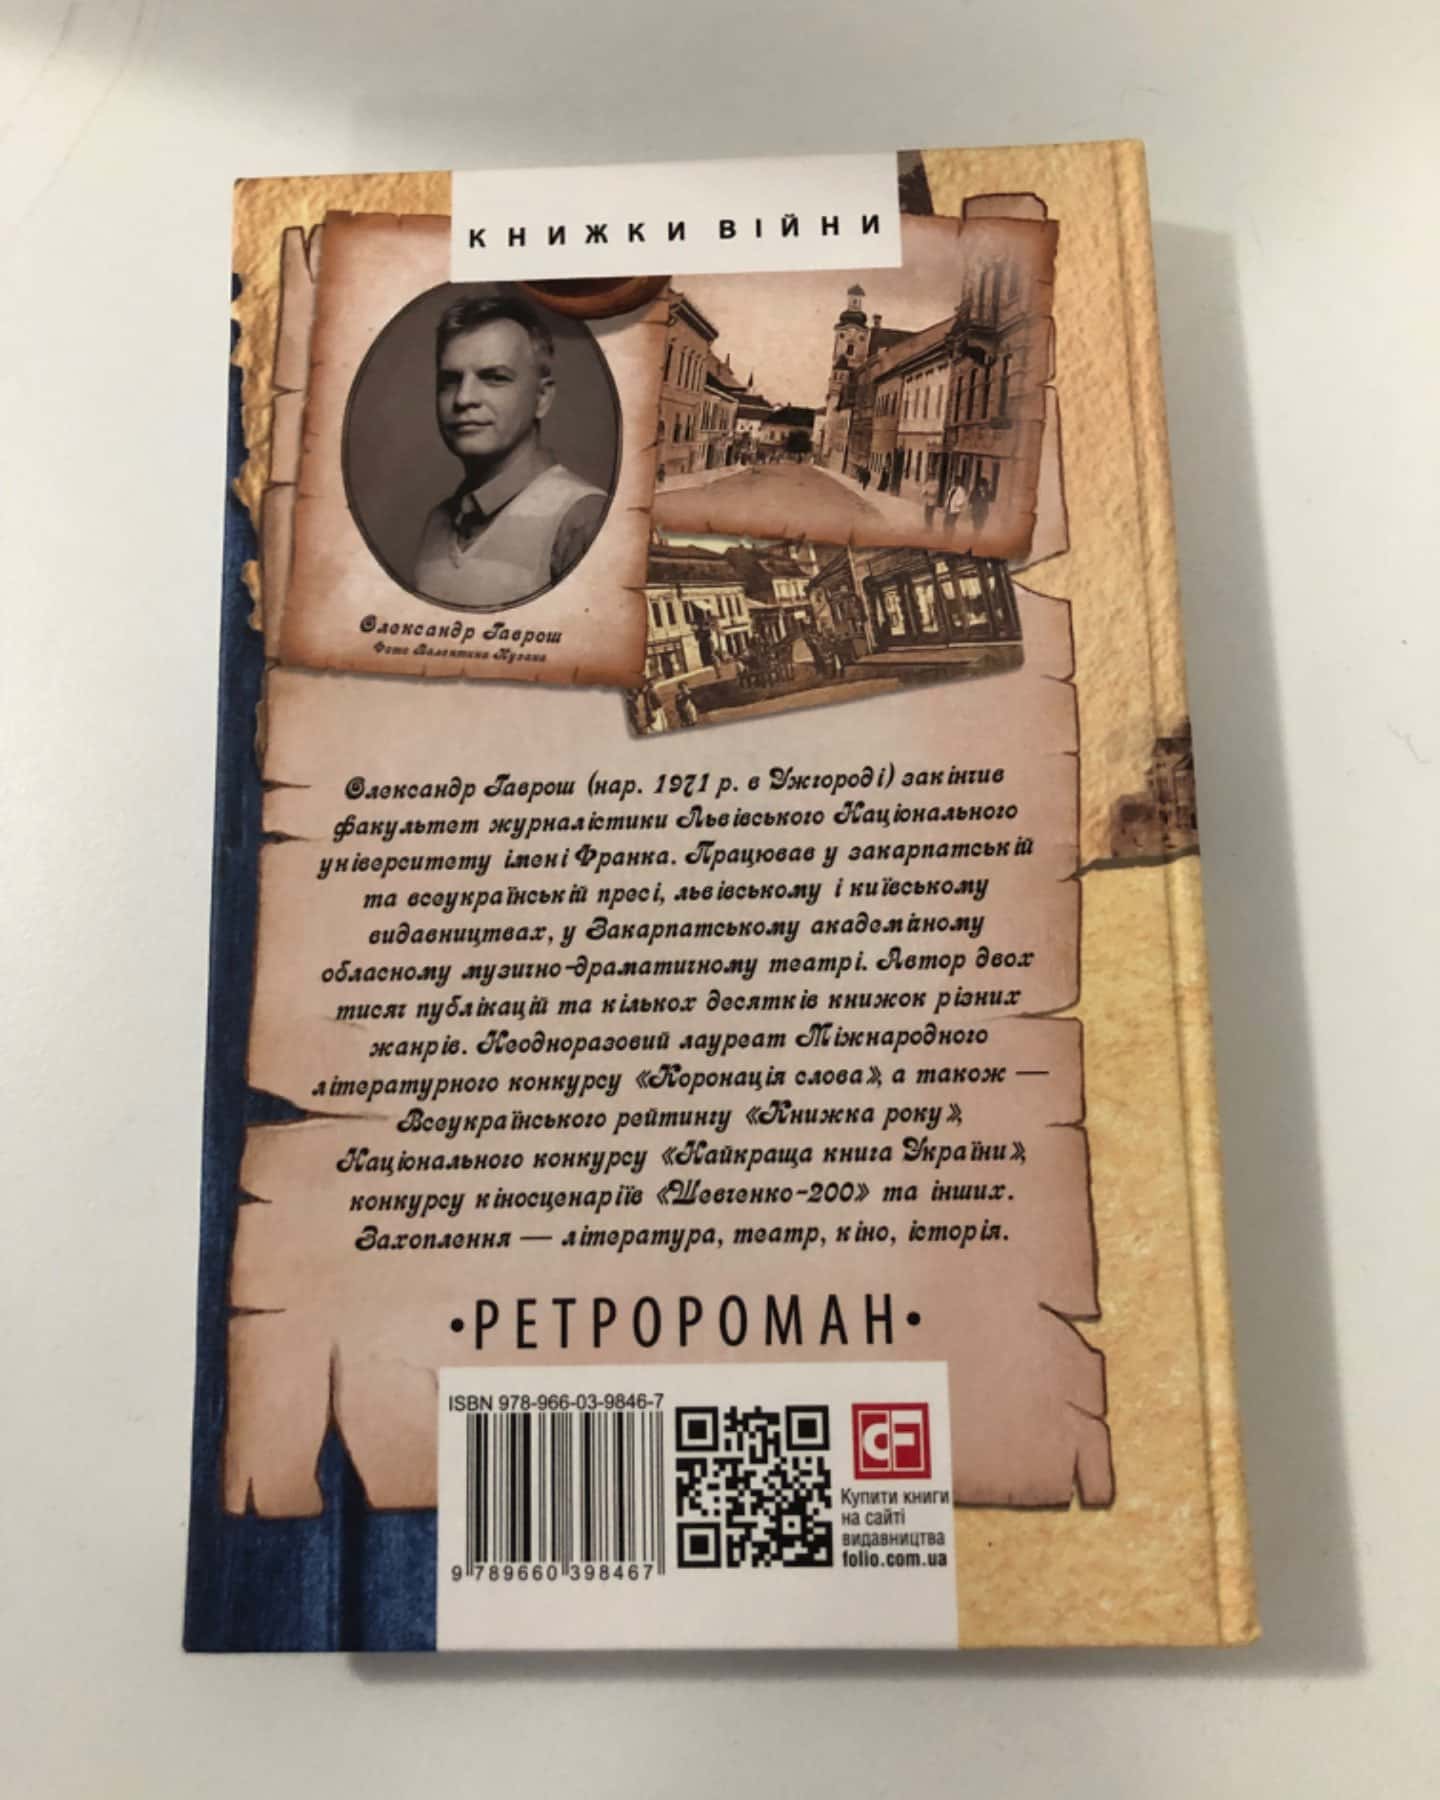 КНИЖКИ ВІЙНИ
Олександр Гаврош
Фото Валентина Кузана
Олександр Гаврош (нар. 1971 р. в Ужгороді) закінчив
факультет журналістики Львівського Національного
університету імені Франка. Працював у закарпатській
та всеукраїнській пресі, львівському і київському
видавництвах, у Закарпатському академічному
обласному музично-драматичному театрі. Автор двох
тисяч публікацій та кількох десятків книжок різних
жанрів. Неодноразовий лауреат Міжнародного
літературного конкурсу «Коронація слова», а також —
Всеукраїнського рейтингу «Книжка року»,
Національного конкурсу «Найкраща книга України»,
конкурсу кіносценаріїв «Шевченко-200» та інших.
Захоплення — література, театр, кіно, історія.
•РЕТРОРОМАН•
ISBN 978-966-03-9846-7
9 789660 398467
CF
Купити книги
на сайті
видавництва
folio.com.ua